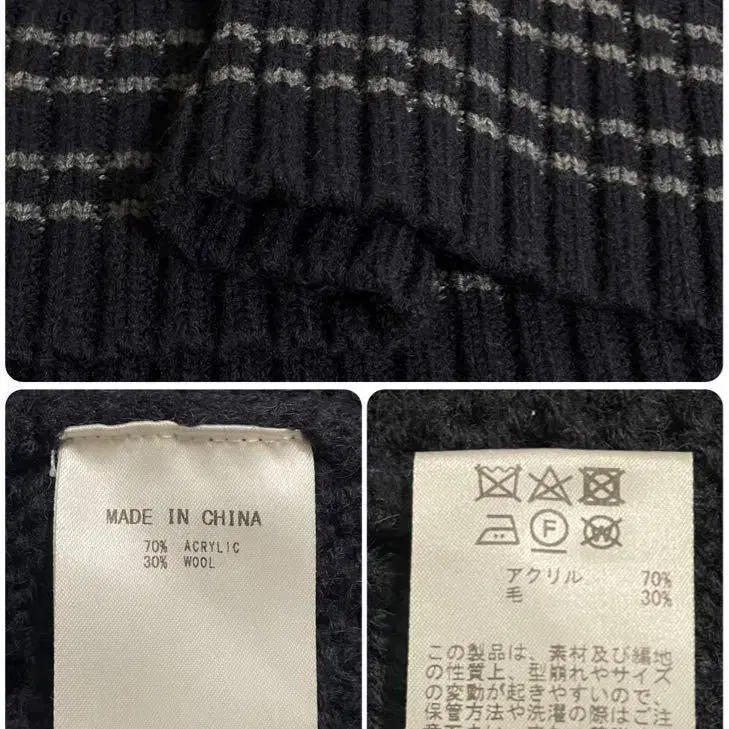 MADE IN CHINA
70% ACRYLIC
30% WOOL
F
W
アクリル 70%
毛 30%
この製品は、素材及び編地
の性質上、型崩れやサイズ
の変動が起きやすいので、
保管方法や洗濯の際はご注